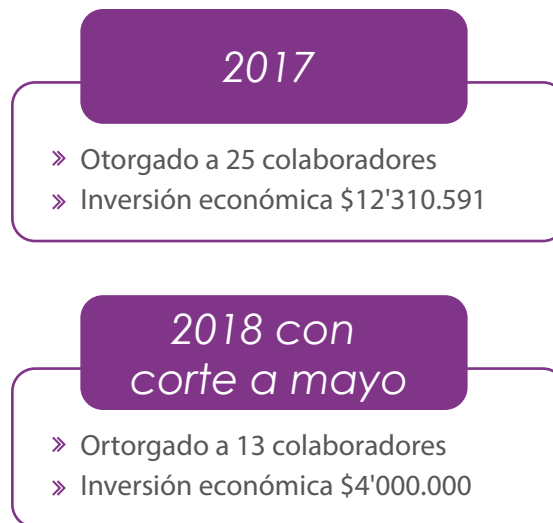 2017
» Otorgado a 25 colaboradores
» Inversión económica $12'310.591
2018 con
corte a mayo
» Ortorgado a 13 colaboradores
» Inversión económica $4'000.000